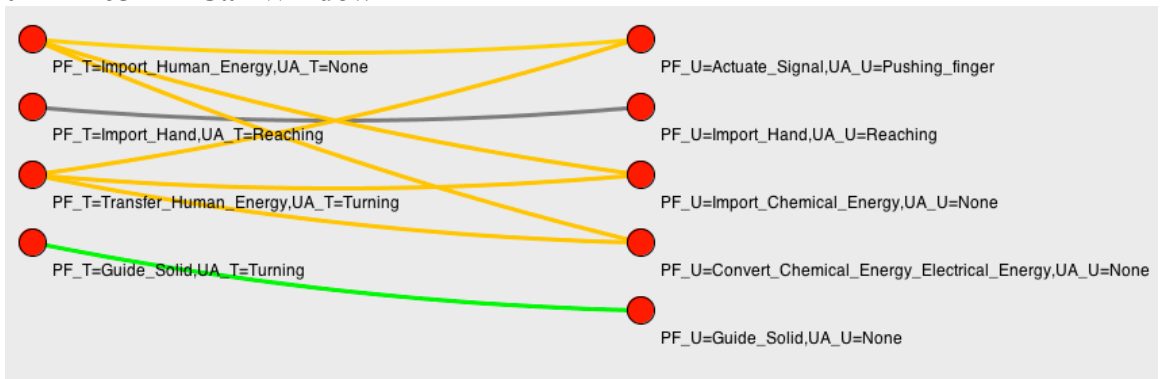 PF_T=Import_Human_Energy,UA_T=None
PF_U=Actuate_Signal,UA_U=Pushing_finger
PF_T=Import_Hand,UA_T=Reaching
PF_U=Import_Hand,UA_U=Reaching
PF_T=Transfer_Human_Energy,UA_T=Turning
PF_U=Import_Chemical_Energy,UA_U=None
PF_T=Guide_Solid,UA_T=Turning
PF_U=Convert_Chemical_Energy_Electrical_Energy,UA_U=None
PF_U=Guide_Solid,UA_U=None